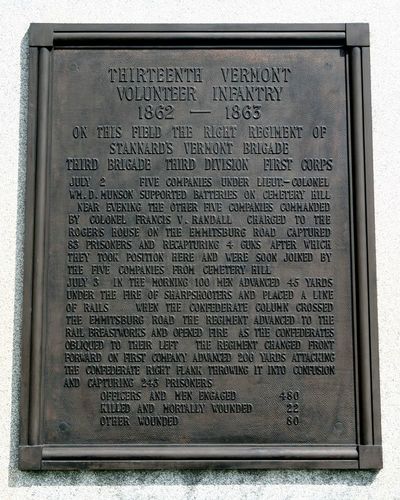 THIRTEENTH VERMONT
VOLUNTEER INFANTRY
1862 — 1863
ON THIS FIELD THE RIGHT REGIMENT OF
STANNARD'S VERMONT BRIGADE
THIRD BRIGADE THIRD DIVISION FIRST CORPS
JULY 2 FIVE COMPANIES UNDER LIEUT.-COLONEL
WM. D. MUNSON SUPPORTED BATTERIES ON CEMETERY HILL
NEAR EVENING THE OTHER FIVE COMPANIES COMMANDED
BY COLONEL FRANCIS V. RANDALL CHARGED TO THE
ROGER'S HOUSE ON THE EMMITSBURG ROAD CAPTURED
83 PRISONERS AND RECAPTURING 4 GUNS AFTER WHICH
THEY TOOK POSITION HERE AND WERE SOON JOINED BY
THE FIVE COMPANIES FROM CEMETERY HILL
JULY 3 IN THE MORNING 100 MEN ADVANCED 45 YARDS
UNDER THE FIRE OF SHARPSHOOTERS AND PLACED A LINE
OF RAILS WHEN THE CONFEDERATE COLUMN CROSSED
THE EMMITSBURG ROAD THE REGIMENT ADVANCED TO THE
RAIL BREASTWORKS AND OPENED FIRE AS THE CONFEDERATES
OBLIQUED TO THEIR LEFT THE REGIMENT CHANGED FRONT
FORWARD ON FIRST COMPANY ADVANCED 200 YARDS ATTACKING
THE CONFEDERATE RIGHT FLANK THROWING IT INTO CONFUSION
AND CAPTURING 243 PRISONERS
OFFICERS AND MEN ENGAGED 480
KILLED AND MORTALLY WOUNDED 22
OTHER WOUNDED 80